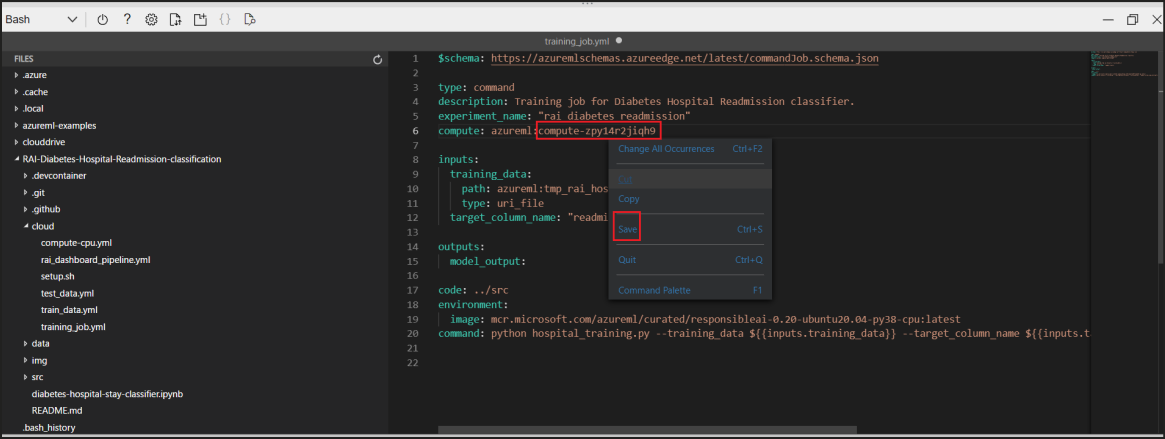 Bash
?
{}
training_job.yml
FILES
.azure
.cache
.local
azureml-examples
clouddrive
RAI-Diabetes-Hospital-Readmission-classification
.devcontainer
.git
.github
cloud
compute-cpu.yml
rai_dashboard_pipeline.yml
setup.sh
test_data.yml
train_data.yml
training_job.yml
data
img
src
diabetes-hospital-stay-classifier.ipynb
README.md
.bash_history
1 $schema: https://azuremlschemas.azureedge.net/latest/commandJob.schema.json
2
3 type: command
4 description: Training job for Diabetes Hospital Readmission classifier.
5 experiment_name: "rai_diabetes_readmission"
6 compute: azureml:compute-zpy14r2jiqh9
7
8 inputs:
9 training_data:
10 path: azureml:tmp_rai_hos
11 type: uri_file
12 target_column_name: "readmi
13
14 outputs:
15 model_output:
16
17 code: ../src
18 environment:
19 image: mcr.microsoft.com/azureml/curated/responsibleai-0.20-ubuntu20.04-py38-cpu:latest
20 command: python hospital_training.py --training_data ${{inputs.training_data}} --target_column_name ${{inputs.t
21
22
Change All Occurrences Ctrl+F2
Cut
Copy
Save Ctrl+S
Quit Ctrl+Q
Command Palette F1